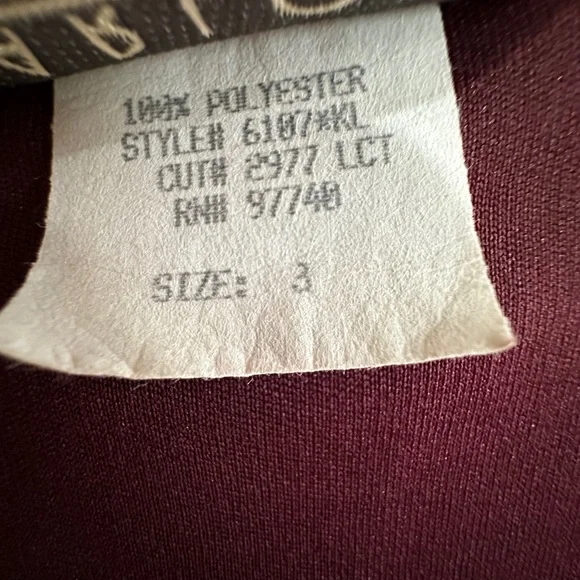 100% POLYESTER
STYLE# 6107*KL
CUT# 2977 LCT
RN# 97740
SIZE: 3